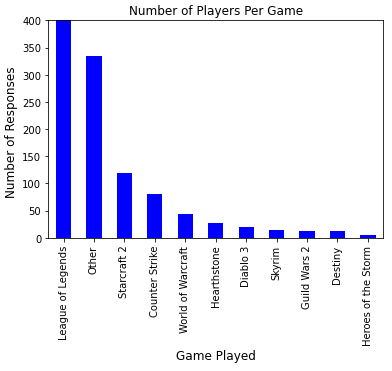 Number of Players Per Game
Number of Responses
400
350
300
250
200
150
100
50
0
League of Legends
Other
Starcraft 2
Counter Strike
World of Warcraft
Hearthstone
Diablo 3
Skyrim
Guild Wars 2
Destiny
Heroes of the Storm
Game Played